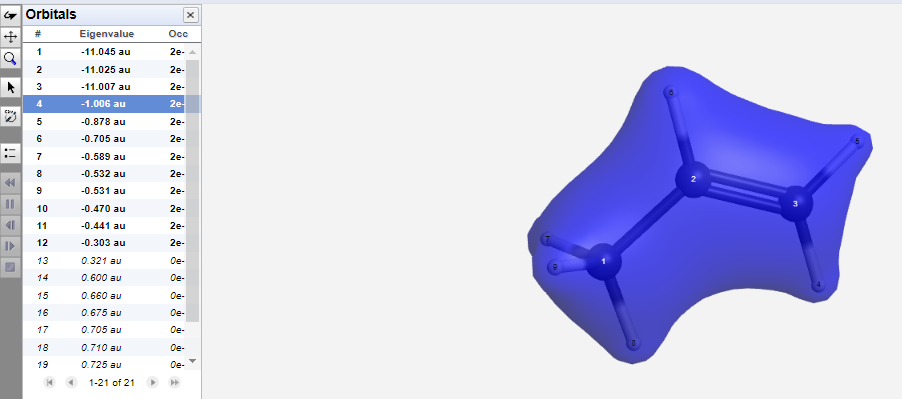 Orbitals
# Eigenvalue Occ
1 -11.045 au 2e-
2 -11.025 au 2e-
3 -11.007 au 2e-
4 -1.006 au 2e-
5 -0.878 au 2e-
6 -0.705 au 2e-
7 -0.589 au 2e-
8 -0.532 au 2e-
9 -0.531 au 2e-
10 -0.470 au 2e-
11 -0.441 au 2e-
12 -0.303 au 2e-
13 0.321 au 0e-
14 0.600 au 0e-
15 0.660 au 0e-
16 0.675 au 0e-
17 0.705 au 0e-
18 0.710 au 0e-
19 0.725 au 0e-
1-21 of 21
6
5
2
3
7
1
9
4
8